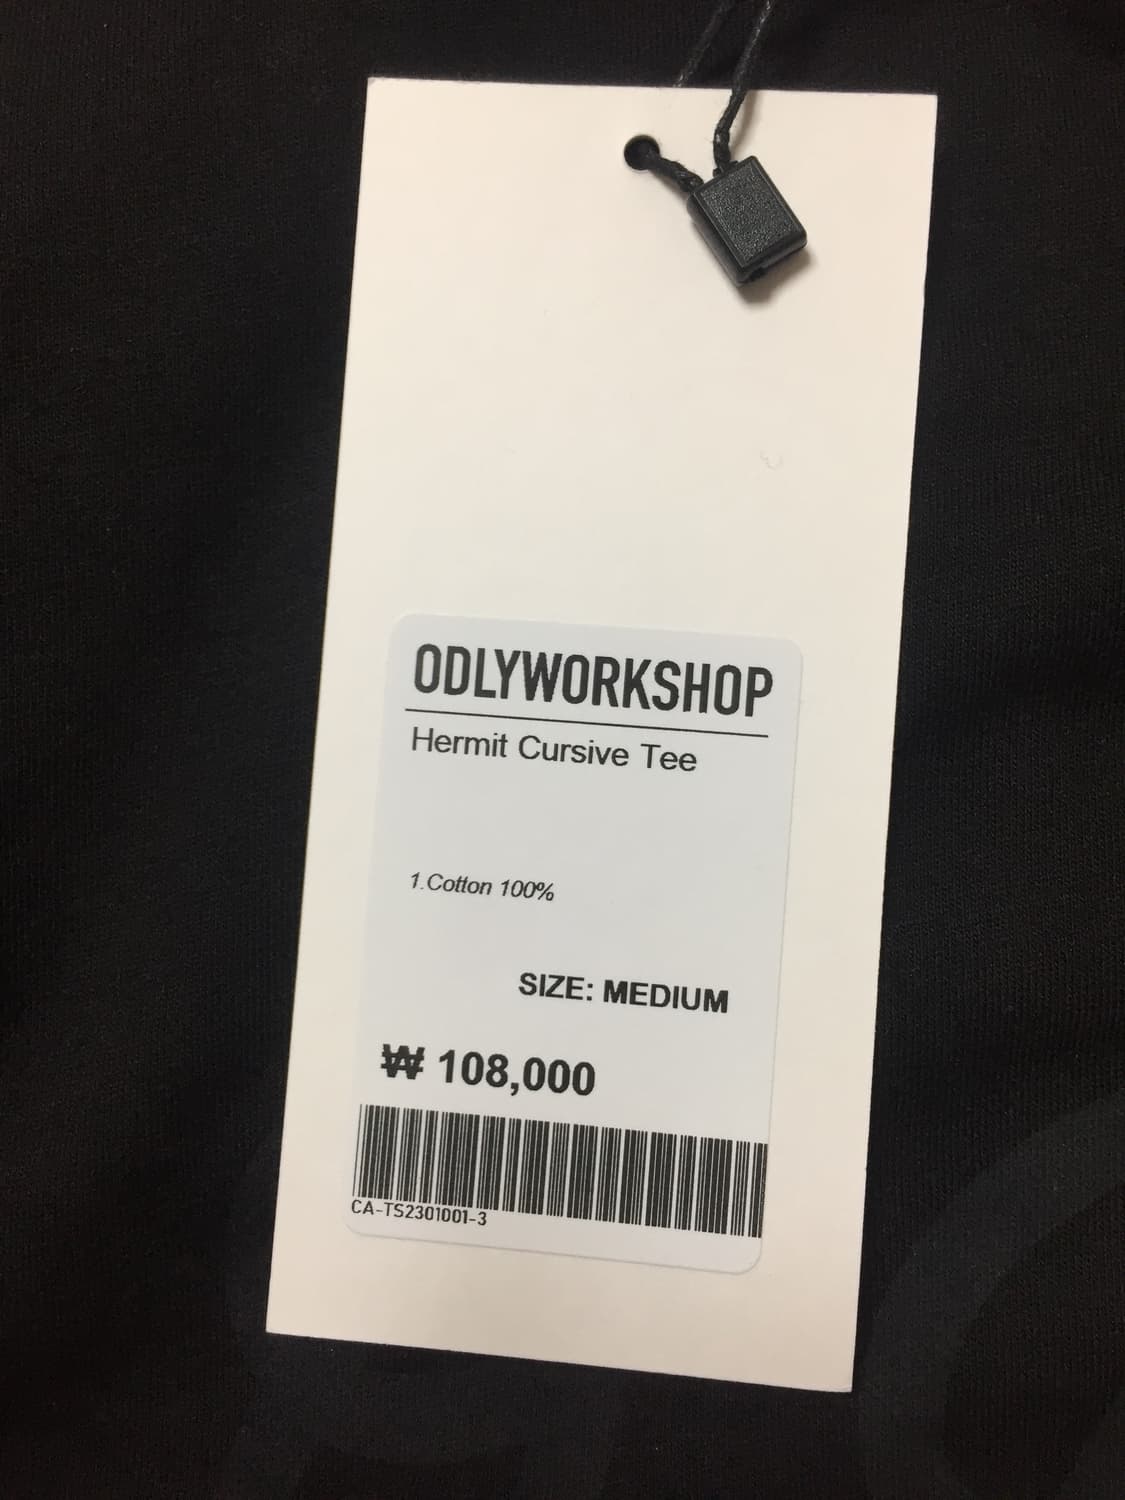 ODLYWORKSHOP
Hermit Cursive Tee
1.Cotton 100%
SIZE: MEDIUM
₩ 108,000
CA-TS2301001-3